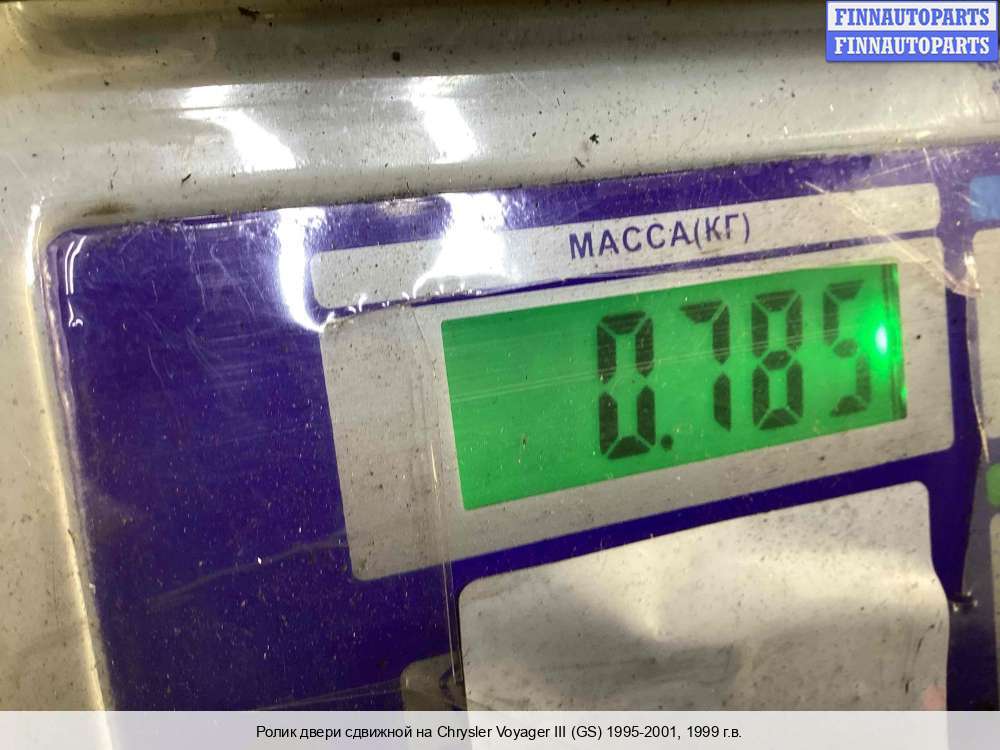 FINNAUTOPARTS
FINNAUTOPARTS
МАССА(КГ)
0.785
Ролик двери сдвижной на Chrysler Voyager III (GS) 1995-2001, 1999 г.в.